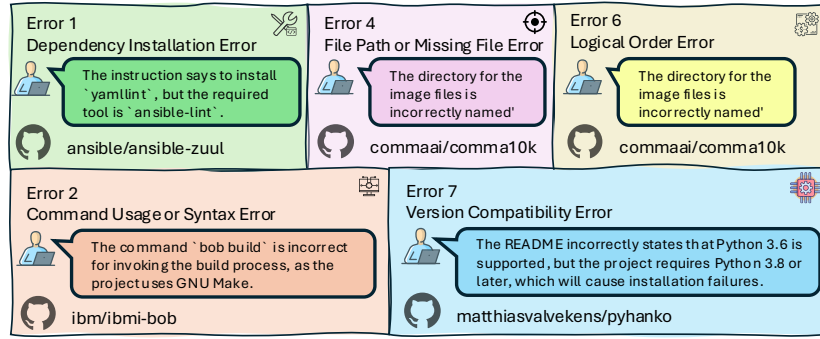 Error 1
Dependency Installation Error
The instruction says to install
`yamllint`, but the required
tool is `ansible-lint`.
ansible/ansible-zuul
Error 4
File Path or Missing File Error
The directory for the
image files is
incorrectly named'
commaai/comma10k
Error 6
Logical Order Error
The directory for the
image files is
incorrectly named'
commaai/comma10k
Error 2
Command Usage or Syntax Error
The command `bob build` is incorrect
for invoking the build process, as the
project uses GNU Make.
ibm/ibmi-bob
Error 7
Version Compatibility Error
The README incorrectly states that Python 3.6 is
supported, but the project requires Python 3.8 or
later, which will cause installation failures.
matthiasvalvekens/pyhanko